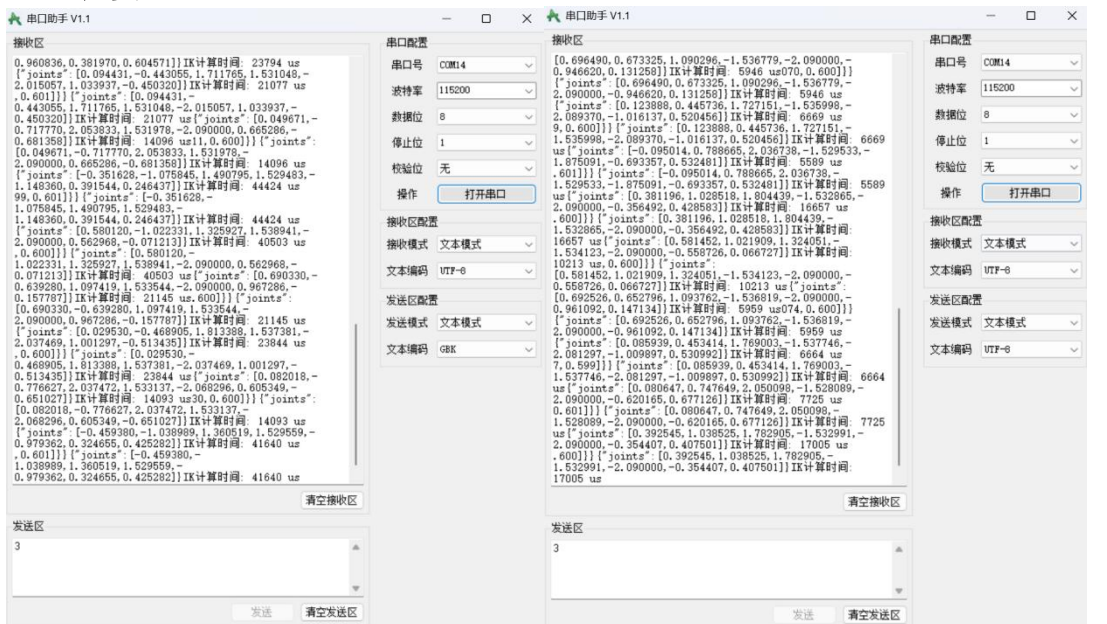 串口助手 V1.1
接收区
0.960836,0.381970,0.604571]}IK计算时间: 23794 us
{"joints": [0.094431,-0.443055,1.711765,1.531048,-
2.015057,1.033937,-0.450320]}IK计算时间: 21077 us
,0.601]}}{"joints": [0.094431,-
0.443055,1.711765,1.531048,-2.015057,1.033937,-
0.450320]}IK计算时间: 21077 us{"joints": [0.049671,-
0.717770,2.053833,1.531978,-2.090000,0.665286,-
0.681358]}IK计算时间: 14096 us11,0.600]}}{"joints":
[0.049671,-0.717770,2.053833,1.531978,-
2.090000,0.665286,-0.681358]}IK计算时间: 14096 us
{"joints": [-0.351628,-1.075845,1.490795,1.529483,-
1.148360,0.391544,0.246437]}IK计算时间: 44424 us
99,0.601]}}{"joints": [-0.351628,-
1.075845,1.490795,1.529483,-
1.148360,0.391544,0.246437]}IK计算时间: 44424 us
{"joints": [0.580120,-1.022331,1.325927,1.538941,-
2.090000,0.562968,-0.071213]}IK计算时间: 40503 us
,0.600]}}{"joints": [0.580120,-
1.022331,1.325927,1.538941,-2.090000,0.562968,-
0.071213]}IK计算时间: 40503 us{"joints": [0.690330,-
0.639280,1.097419,1.533544,-2.090000,0.967286,-
0.157787]}IK计算时间: 21145 us.600]}}{"joints":
[0.690330,-0.639280,1.097419,1.533544,-
2.090000,0.967286,-0.157787]}IK计算时间: 21145 us
{"joints": [0.029530,-0.468905,1.813388,1.537381,-
2.037469,1.001297,-0.513435]}IK计算时间: 23844 us
,0.600]}}{"joints": [0.029530,-
0.468905,1.813388,1.537381,-2.037469,1.001297,-
0.513435]}IK计算时间: 23844 us{"joints": [0.082018,-
0.776627,2.037472,1.533137,-2.068296,0.605349,-
0.651027]}IK计算时间: 14093 us30,0.600]}}{"joints":
[0.082018,-0.776627,2.037472,1.533137,-
2.068296,0.605349,-0.651027]}IK计算时间: 14093 us
{"joints": [-0.459380,-1.038989,1.360519,1.529559,-
0.979362,0.324655,0.425282]}IK计算时间: 41640 us
,0.601]}}{"joints": [-0.459380,-
1.038989,1.360519,1.529559,-
0.979362,0.324655,0.425282]}IK计算时间: 41640 us
清空接收区
发送区
3
发送 清空发送区
串口配置
串口号 COM14
波特率 115200
数据位 8
停止位 1
校验位 无
操作 打开串口
接收区配置
接收模式 文本模式
文本编码 UTF-8
发送区配置
发送模式 文本模式
文本编码 GBK
串口助手 V1.1
接收区
[0.696490,0.673325,1.090296,-1.536779,-2.090000,-
0.946620,0.131258]}IK计算时间: 5946 us070,0.600]}}
{"joints": [0.696490,0.673325,1.090296,-1.536779,-
2.090000,-0.946620,0.131258]}IK计算时间: 5946 us
{"joints": [0.123888,0.445736,1.727151,-1.535998,-
2.089370,-1.016137,0.520456]}IK计算时间: 6669 us
9,0.600]}}{"joints": [0.123888,0.445736,1.727151,-
1.535998,-2.089370,-1.016137,0.520456]}IK计算时间: 6669
us{"joints": [-0.095014,0.788665,2.036738,-1.529533,-
1.875091,-0.693357,0.532481]}IK计算时间: 5589 us
.601]}}{"joints": [-0.095014,0.788665,2.036738,-
1.529533,-1.875091,-0.693357,0.532481]}IK计算时间: 5589
us{"joints": [0.381196,1.028518,1.804439,-1.532865,-
2.090000,-0.356492,0.428583]}IK计算时间: 16657 us
.600]}}{"joints": [0.381196,1.028518,1.804439,-
1.532865,-2.090000,-0.356492,0.428583]}IK计算时间:
16657 us{"joints": [0.581452,1.021909,1.324051,-
1.534123,-2.090000,-0.558726,0.066727]}IK计算时间:
10213 us,0.600]}}{"joints":
[0.581452,1.021909,1.324051,-1.534123,-2.090000,-
0.558726,0.066727]}IK计算时间: 10213 us{"joints":
[0.692526,0.652796,1.093762,-1.536819,-2.090000,-
0.961092,0.147134]}IK计算时间: 5959 us074,0.600]}}
{"joints": [0.692526,0.652796,1.093762,-1.536819,-
2.090000,-0.961092,0.147134]}IK计算时间: 5959 us
{"joints": [0.085939,0.453414,1.769003,-1.537746,-
2.081297,-1.009897,0.530992]}IK计算时间: 6664 us
7,0.599]}}{"joints": [0.085939,0.453414,1.769003,-
1.537746,-2.081297,-1.009897,0.530992]}IK计算时间: 6664
us{"joints": [0.080647,0.747649,2.050098,-1.528089,-
2.090000,-0.620165,0.677126]}IK计算时间: 7725 us
0.601]}}{"joints": [0.080647,0.747649,2.050098,-
1.528089,-2.090000,-0.620165,0.677126]}IK计算时间: 7725
us{"joints": [0.392545,1.038525,1.782905,-1.532991,-
2.090000,-0.354407,0.407501]}IK计算时间: 17005 us
.600]}}{"joints": [0.392545,1.038525,1.782905,-
1.532991,-2.090000,-0.354407,0.407501]}IK计算时间:
17005 us
清空接收区
发送区
3
发送 清空发送区
串口配置
串口号 COM14
波特率 115200
数据位 8
停止位 1
校验位 无
操作 打开串口
接收区配置
接收模式 文本模式
文本编码 UTF-8
发送区配置
发送模式 文本模式
文本编码 UTF-8